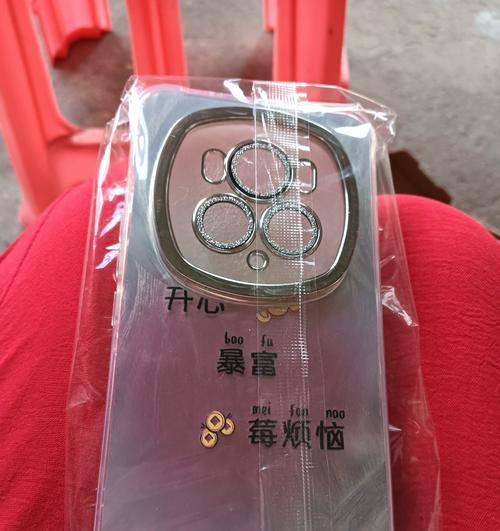 开心
bao fu
暴富
mei fan nao
莓烦恼